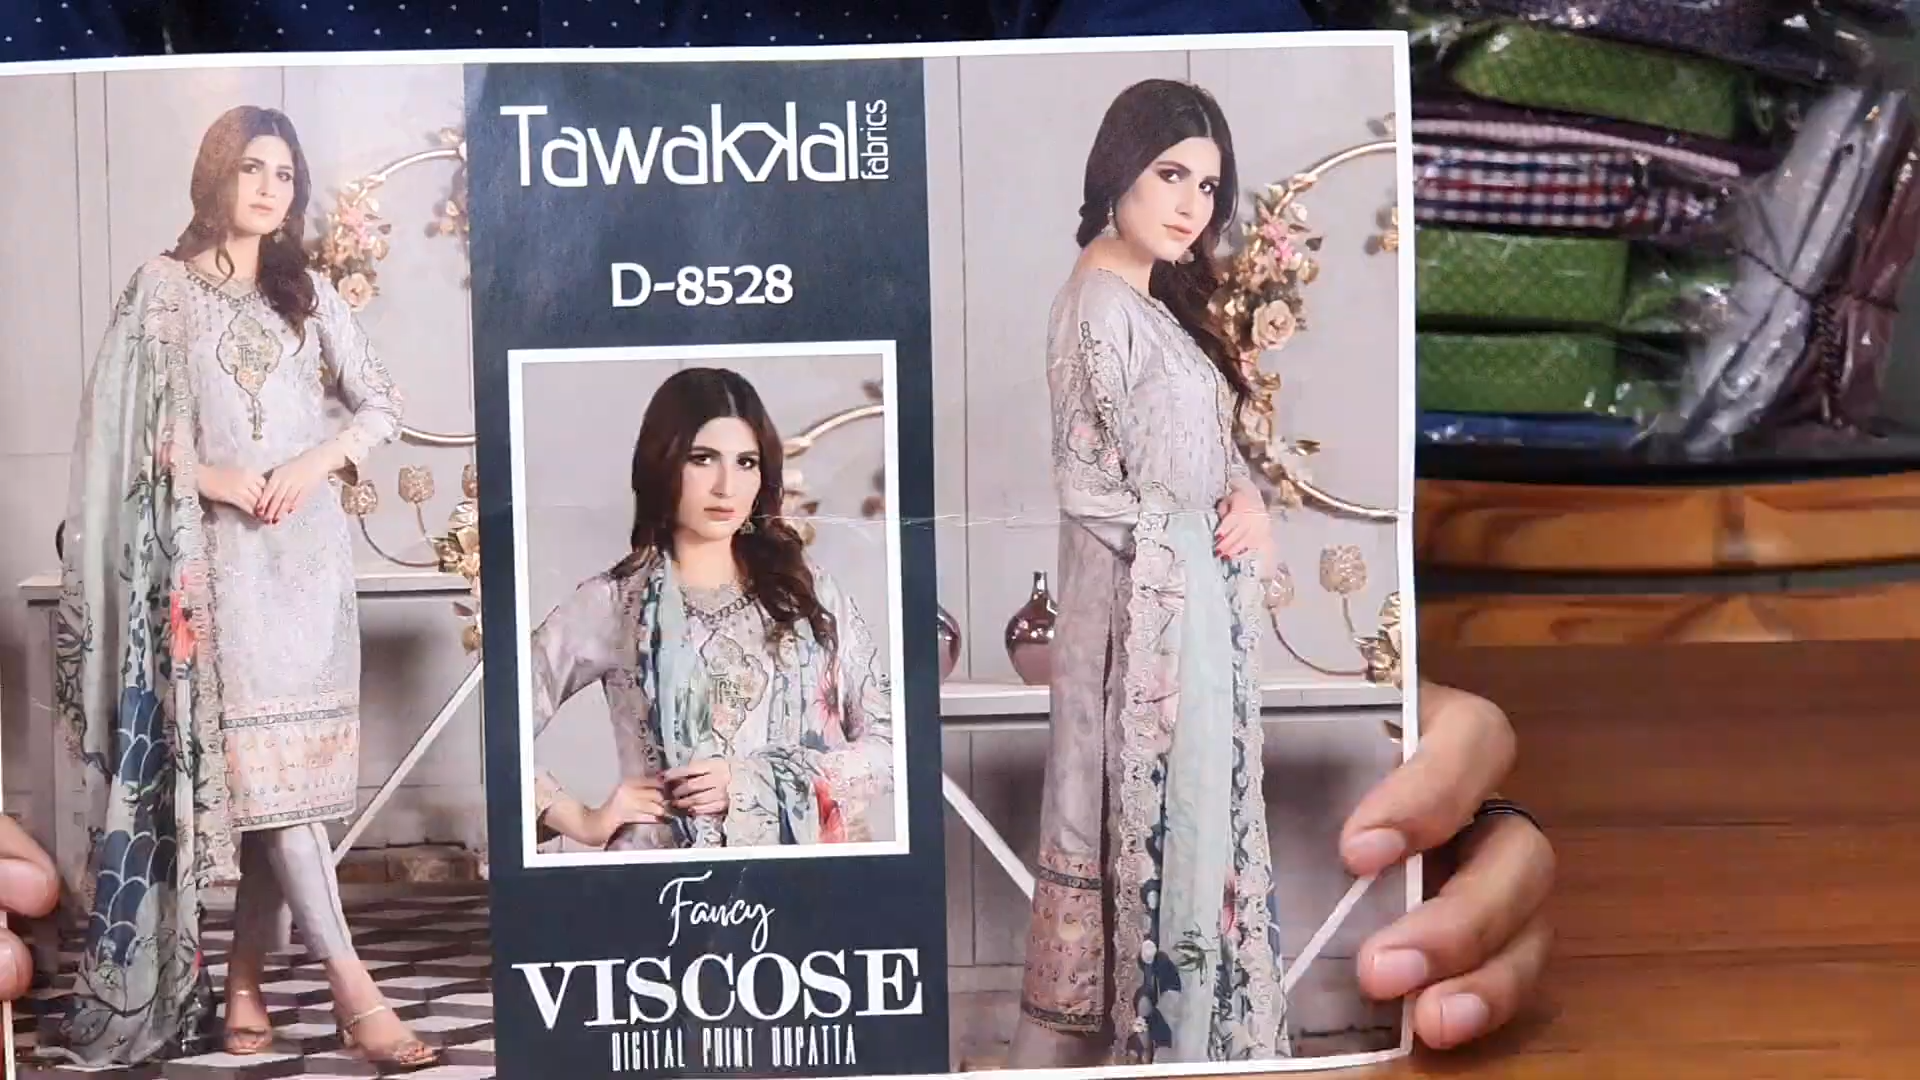 Tawakkal fabrics
D-8528
Fancy
VISCOSE
DIGITAL PRINT DUPATTA